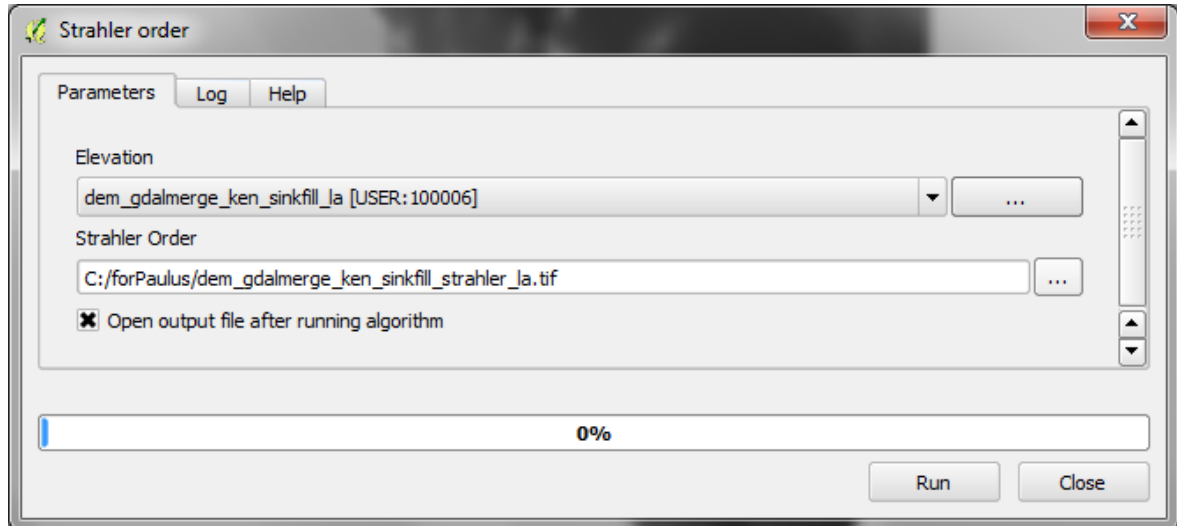 Strahler order
Parameters Log Help
Elevation
dem_gdalmerge_ken_sinkfill_la [USER:100006]
...
Strahler Order
C:/forPaulus/dem_gdalmerge_ken_sinkfill_strahler_la.tif
...
Open output file after running algorithm
0%
Run Close